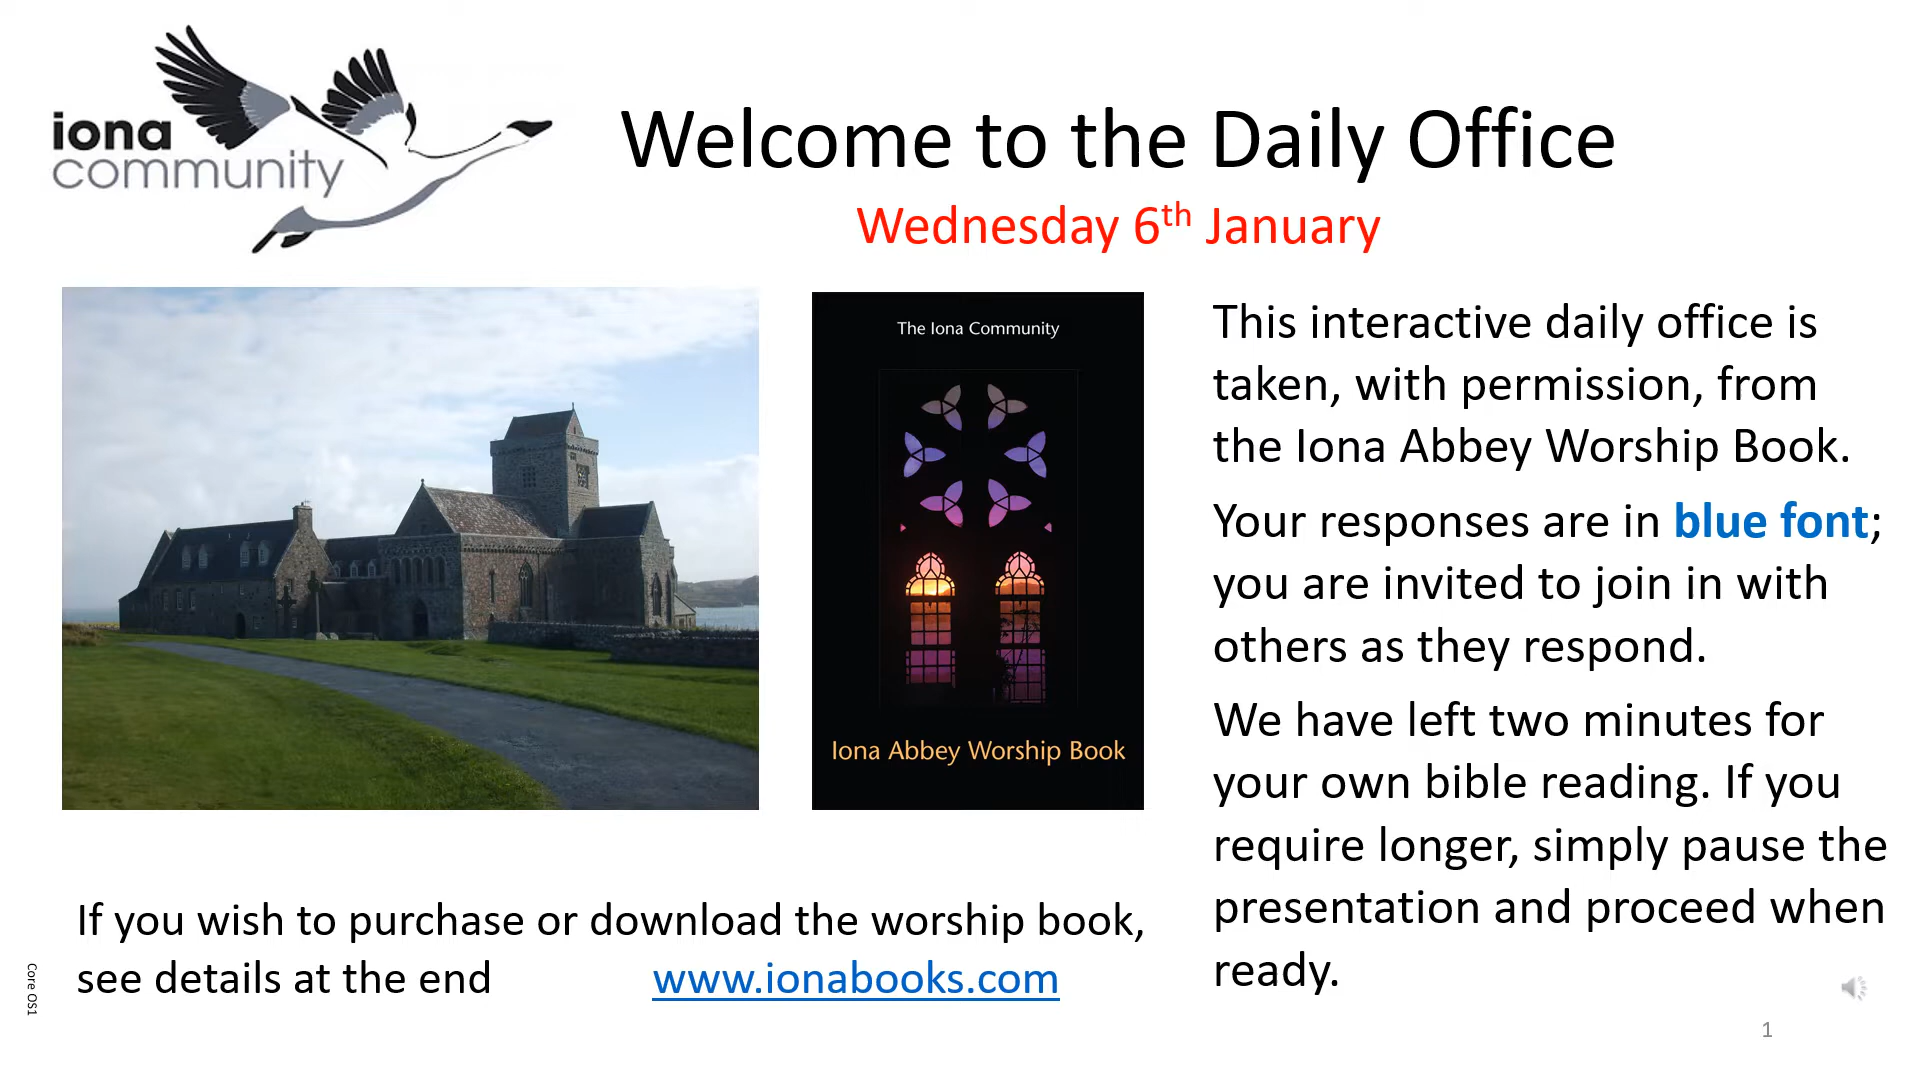 iona
community
Welcome to the Daily Office
Wednesday 6th January
The Iona Community
Iona Abbey Worship Book
This interactive daily office is
taken, with permission, from
the Iona Abbey Worship Book.
Your responses are in blue font;
you are invited to join in with
others as they respond.
We have left two minutes for
your own bible reading. If you
require longer, simply pause the
presentation and proceed when
ready.
If you wish to purchase or download the worship book,
see details at the end www.ionabooks.com
Core OS1
1